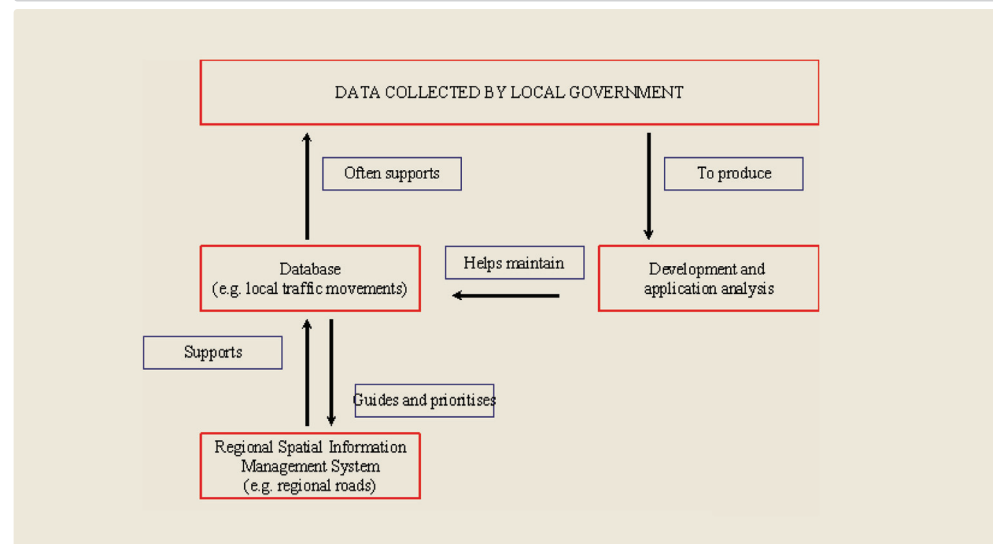 DATA COLLECTED BY LOCAL GOVERNMENT
Often supports
To produce
Database
(e.g. local traffic movements)
Helps maintain
Development and
application analysis
Supports
Guides and prioritises
Regional Spatial Information
Management System
(e.g. regional roads)